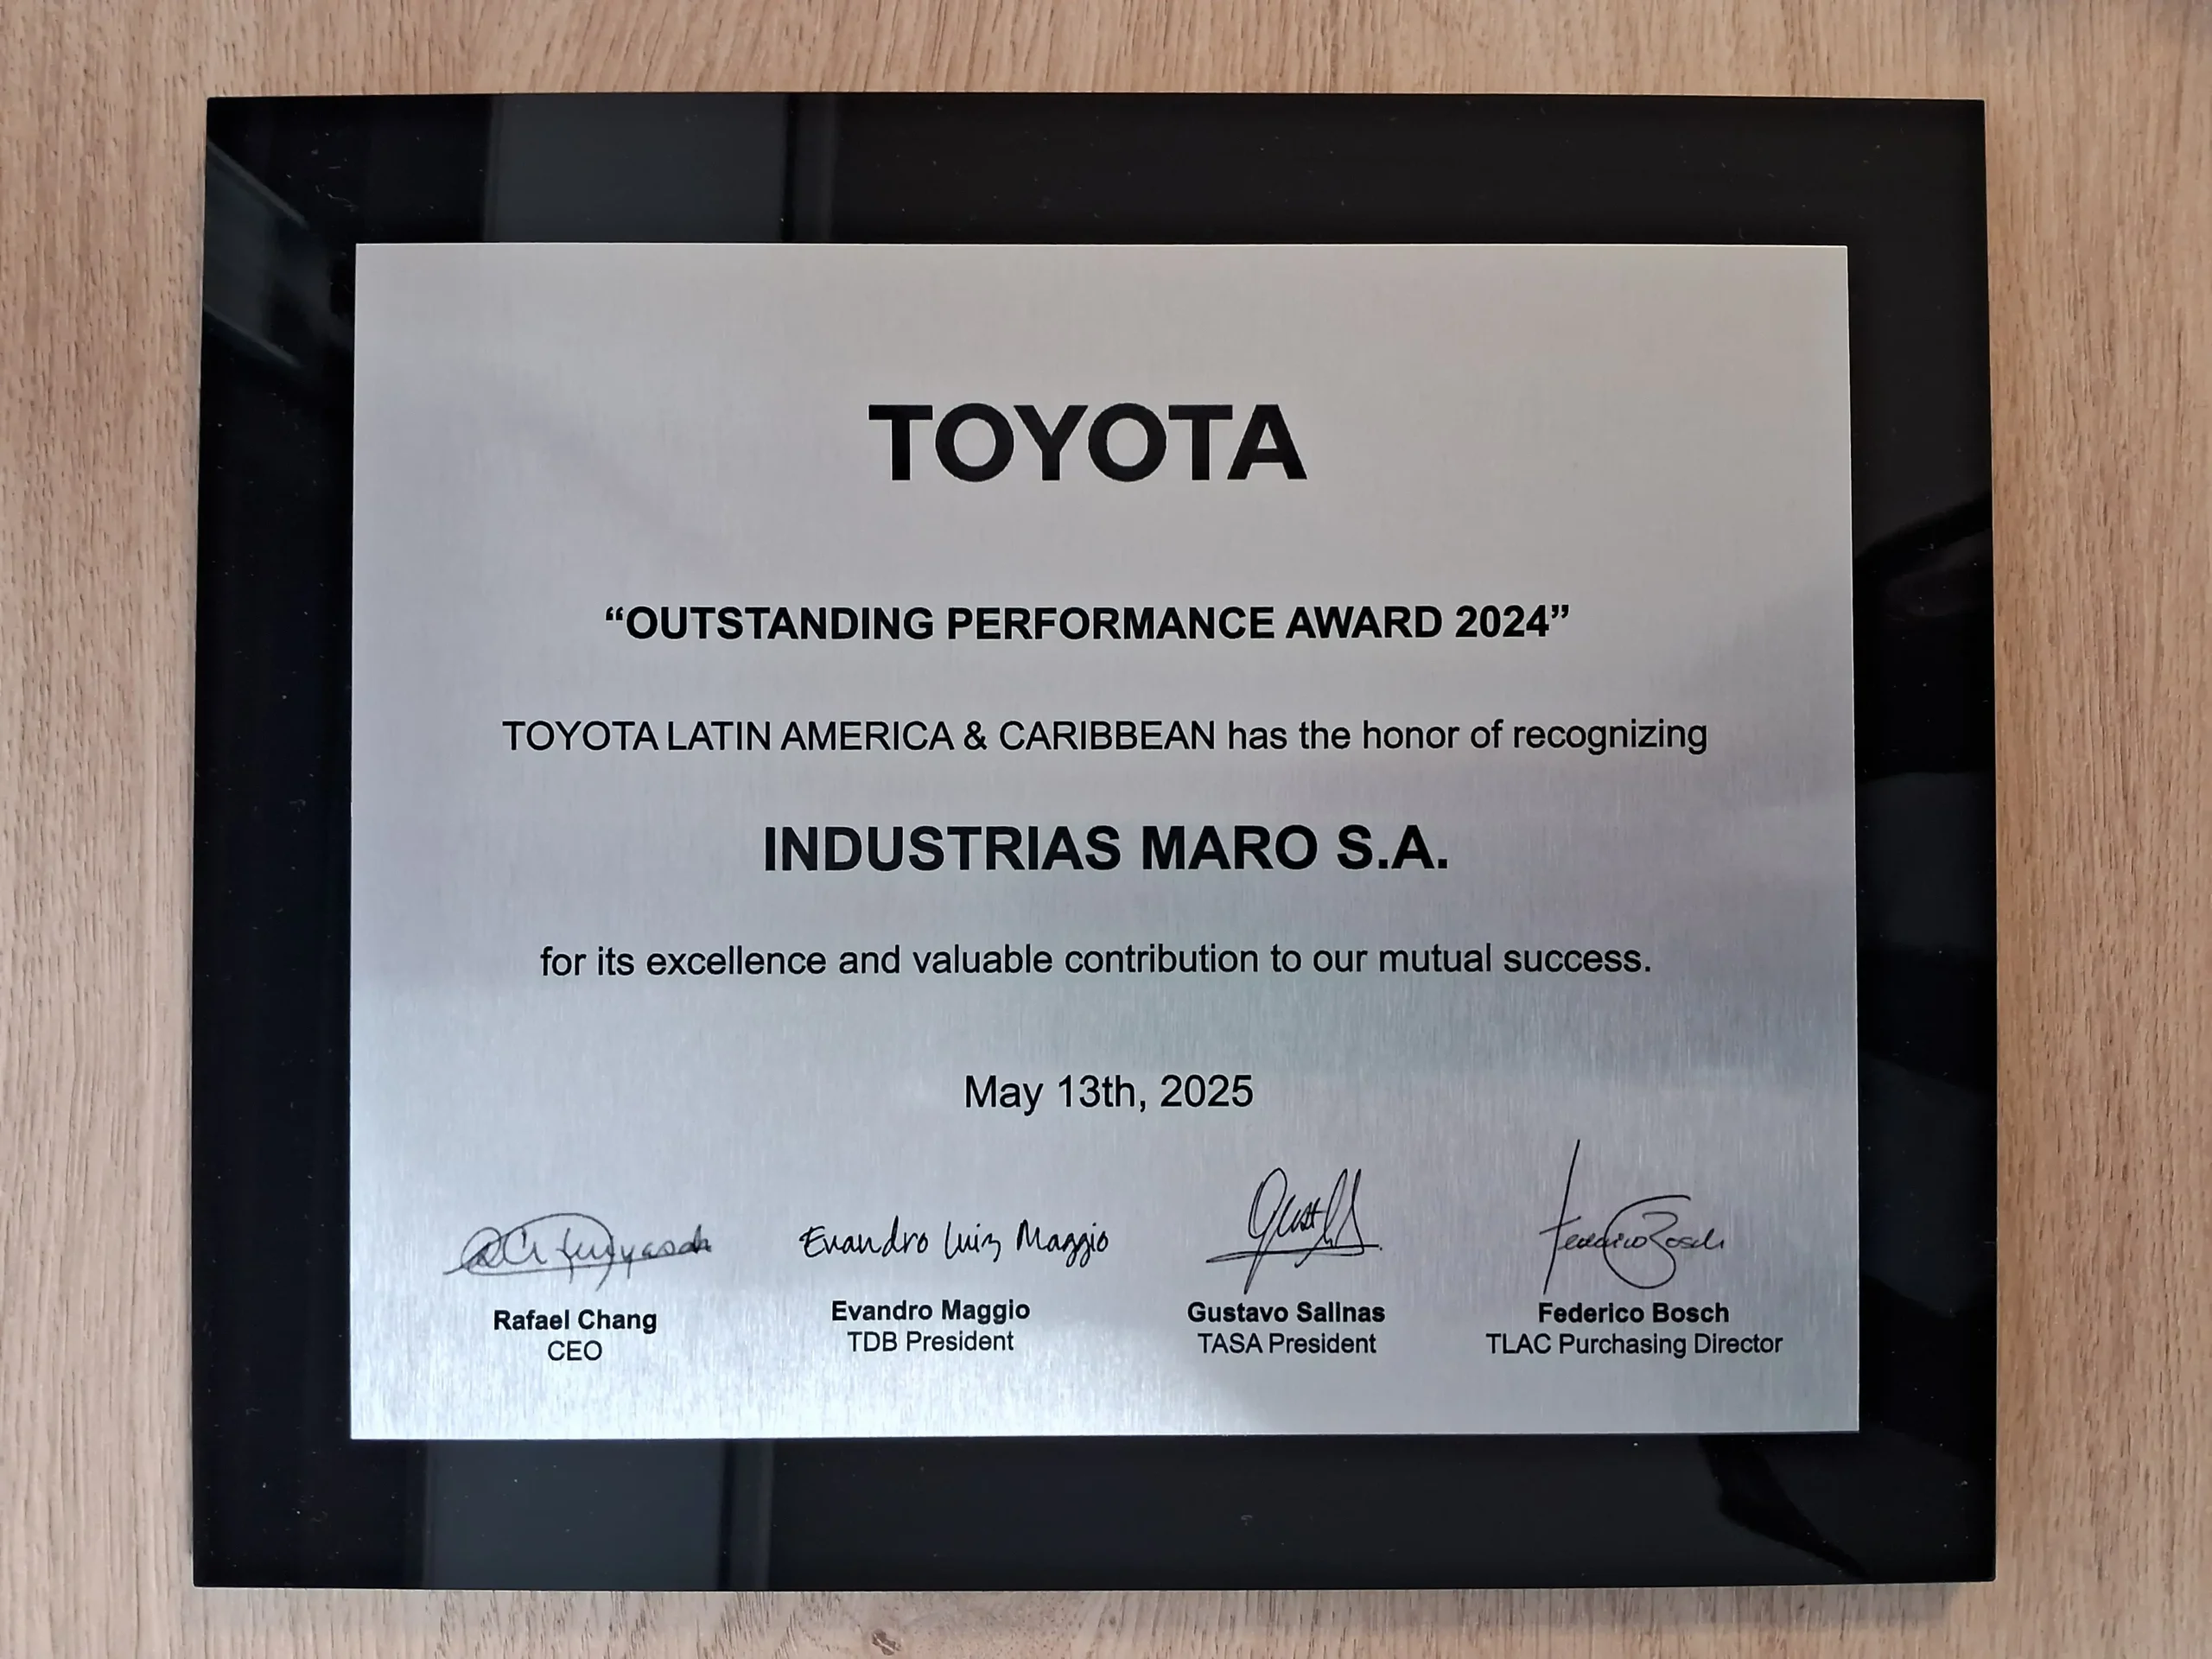 TOYOTA
“OUTSTANDING PERFORMANCE AWARD 2024”
TOYOTA LATIN AMERICA & CARIBBEAN has the honor of recognizing
INDUSTRIAS MARO S.A.
for its excellence and valuable contribution to our mutual success.
May 13th, 2025
Evandro Luiz Maggio
Federico Bosch
Rafael Chang
CEO
Evandro Maggio
TDB President
Gustavo Salinas
TASA President
Federico Bosch
TLAC Purchasing Director